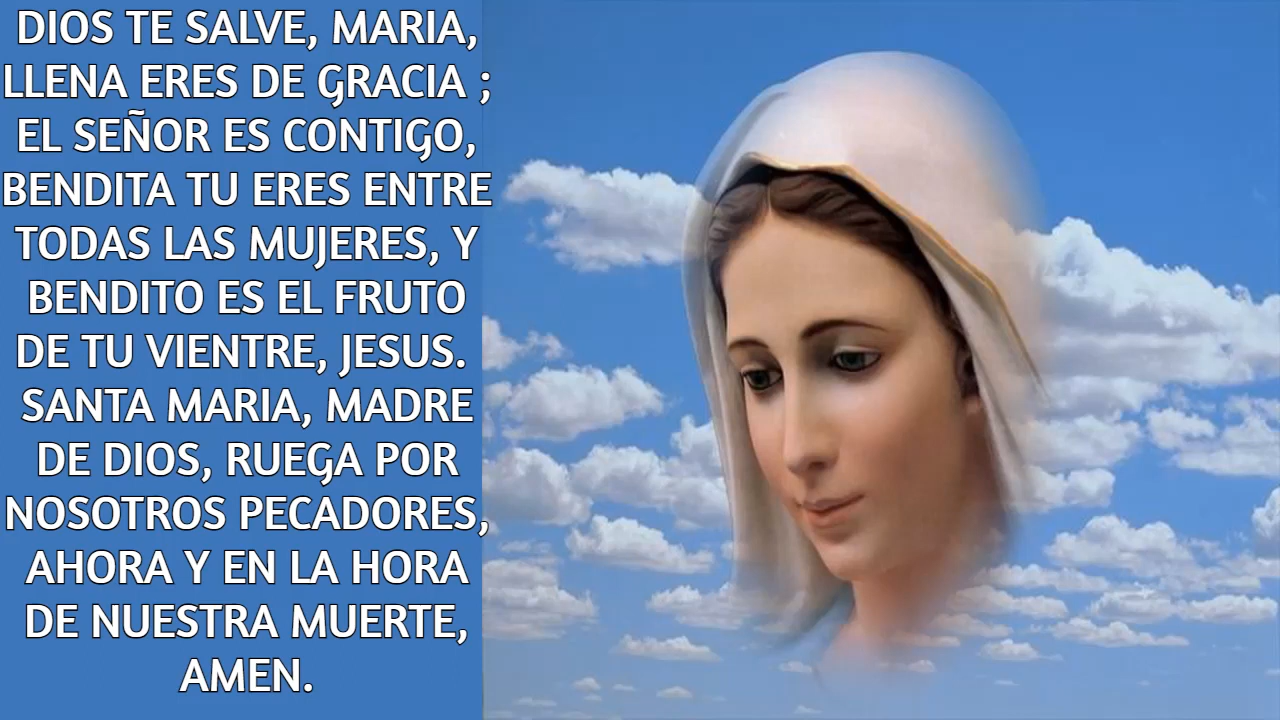 DIOS TE SALVE, MARIA,
LLENA ERES DE GRACIA ;
EL SEÑOR ES CONTIGO,
BENDITA TU ERES ENTRE
TODAS LAS MUJERES, Y
BENDITO ES EL FRUTO
DE TU VIENTRE, JESUS.
SANTA MARIA, MADRE
DE DIOS, RUEGA POR
NOSOTROS PECADORES,
AHORA Y EN LA HORA
DE NUESTRA MUERTE,
AMEN.